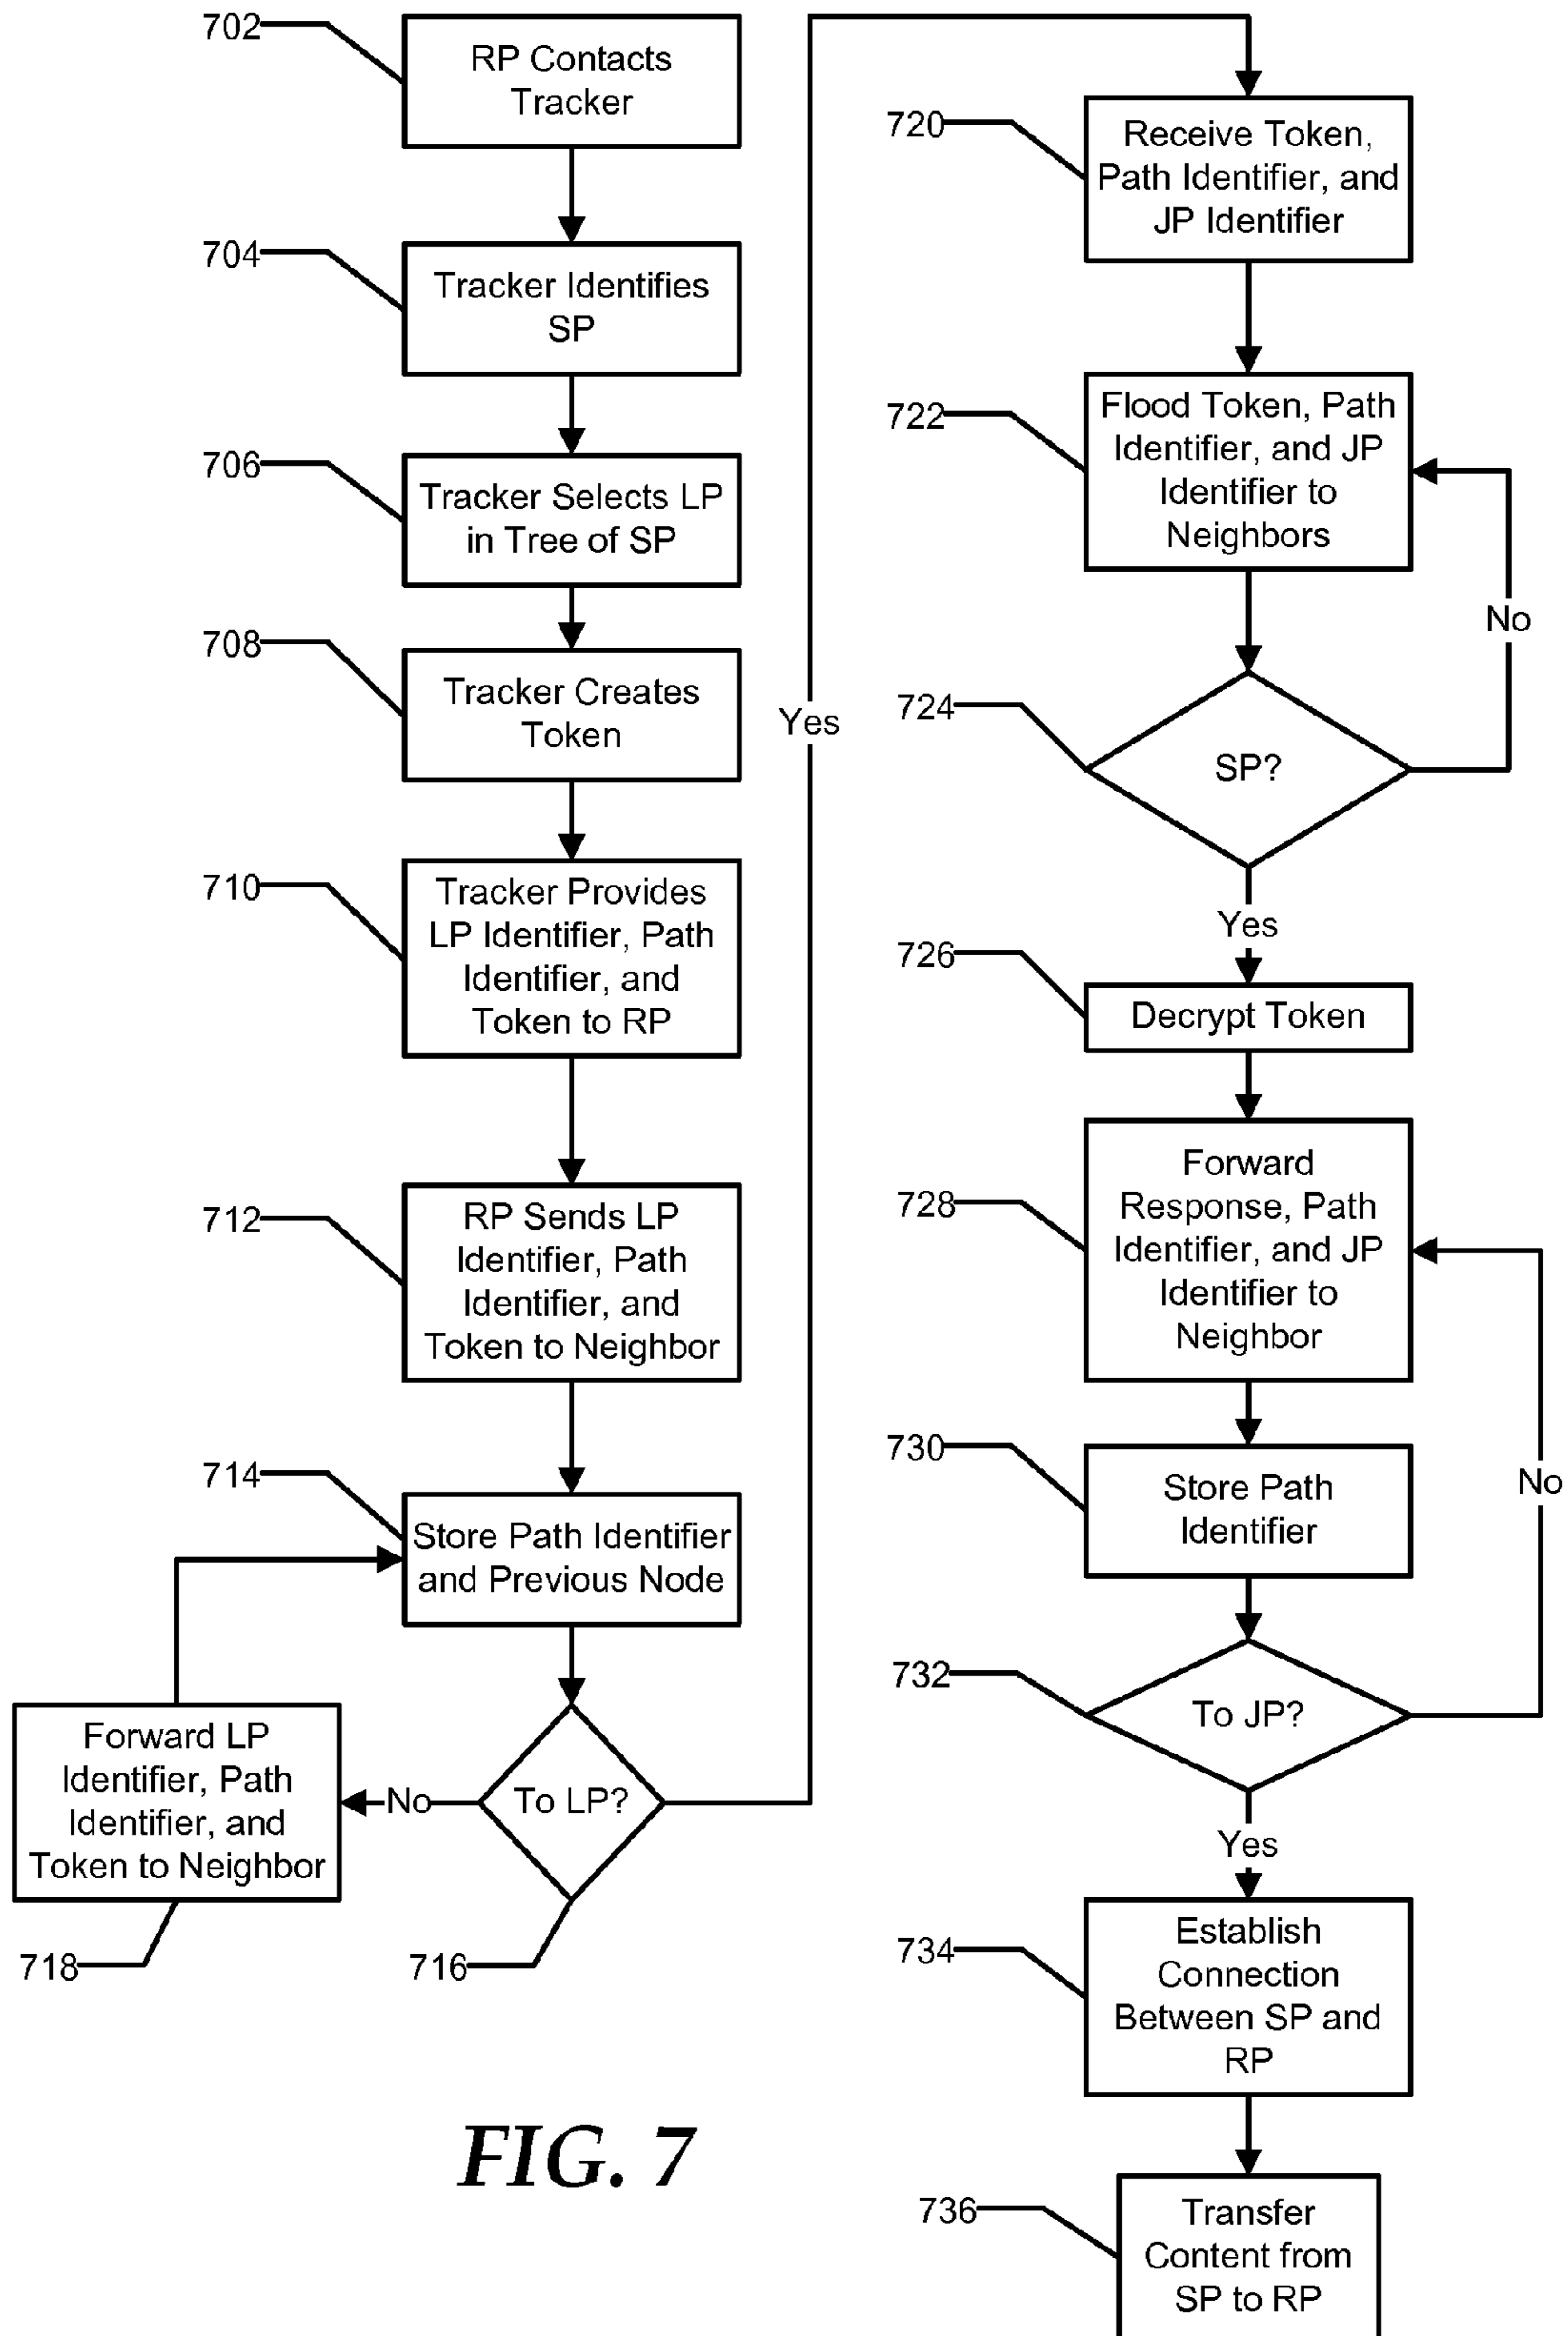 702
RP Contacts
Tracker
704
Tracker Identifies
SP
706
Tracker Selects LP
in Tree of SP
708
Tracker Creates
Token
710
Tracker Provides
LP Identifier, Path
Identifier, and
Token to RP
712
RP Sends LP
Identifier, Path
Identifier, and
Token to Neighbor
714
Store Path Identifier
and Previous Node
To LP?
716
No
Forward LP
Identifier, Path
Identifier, and
Token to Neighbor
718
Yes
720
Receive Token,
Path Identifier, and
JP Identifier
722
Flood Token, Path
Identifier, and JP
Identifier to
Neighbors
No
724
SP?
Yes
726
Decrypt Token
728
Forward
Response, Path
Identifier, and JP
Identifier to
Neighbor
730
Store Path
Identifier
No
732
To JP?
Yes
734
Establish
Connection
Between SP and
RP
736
Transfer
Content from
SP to RP
FIG. 7